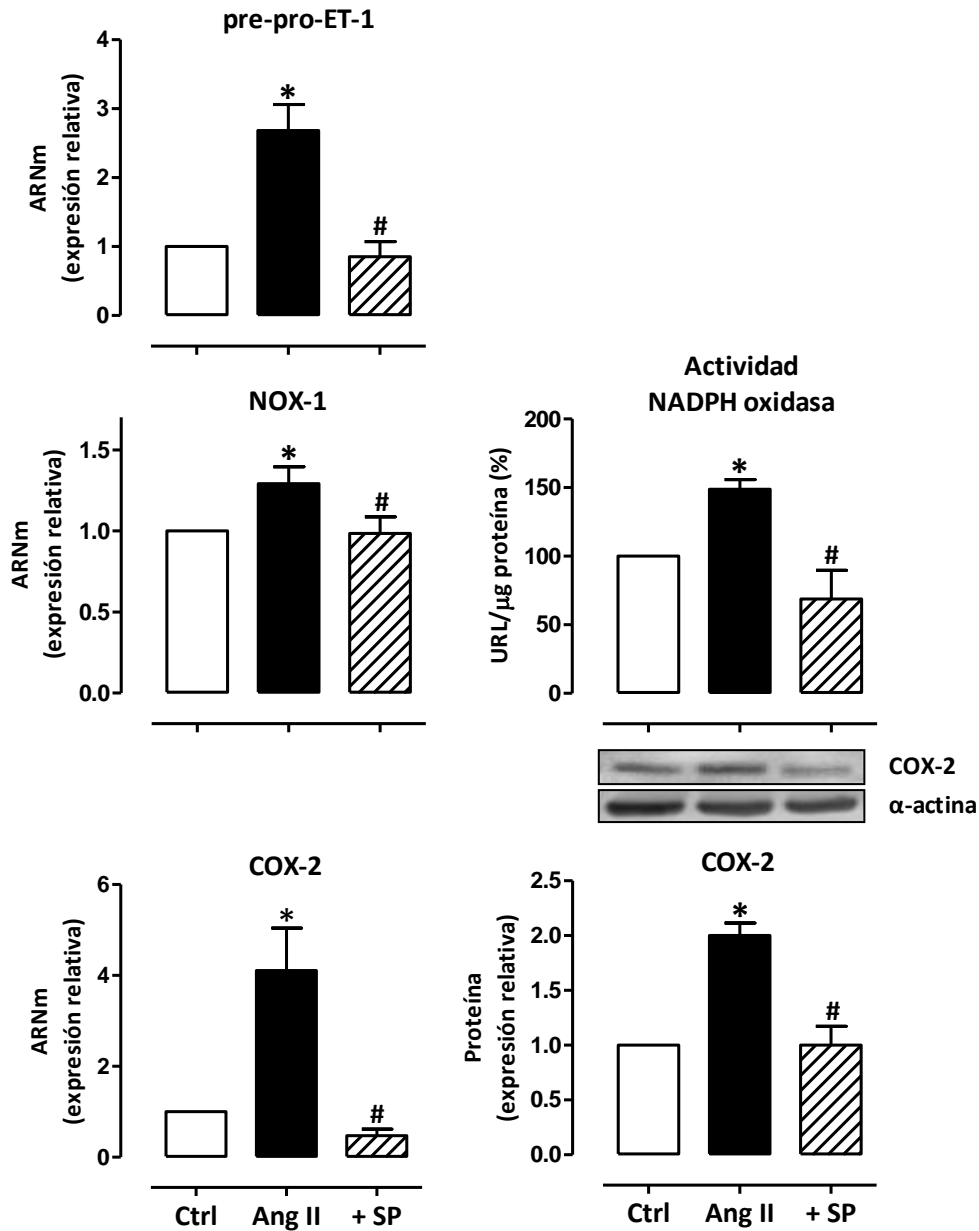 pre-pro-ET-1
ARNm
(expresión relativa)
4
3
2
1
0
*
#
NOX-1
ARNm
(expresión relativa)
1.5
1.0
0.5
0.0
*
#
Actividad
NADPH oxidasa
URL/µg proteína (%)
200
150
100
50
0
*
#
COX-2
α-actina
COX-2
ARNm
(expresión relativa)
6
4
2
0
*
#
Ctrl Ang II + SP
COX-2
Proteína
(expresión relativa)
2.5
2.0
1.5
1.0
0.5
0.0
*
#
Ctrl Ang II + SP